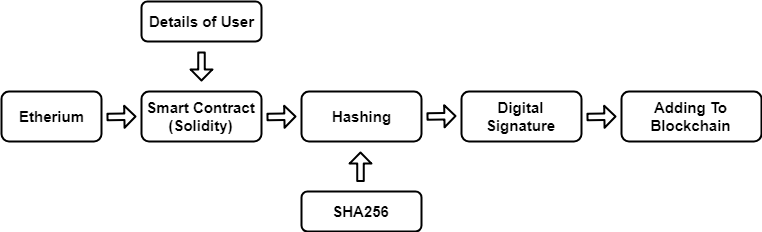 Details of User
Etherium
Smart Contract
(Solidity)
Hashing
Digital
Signature
Adding To
Blockchain
SHA256